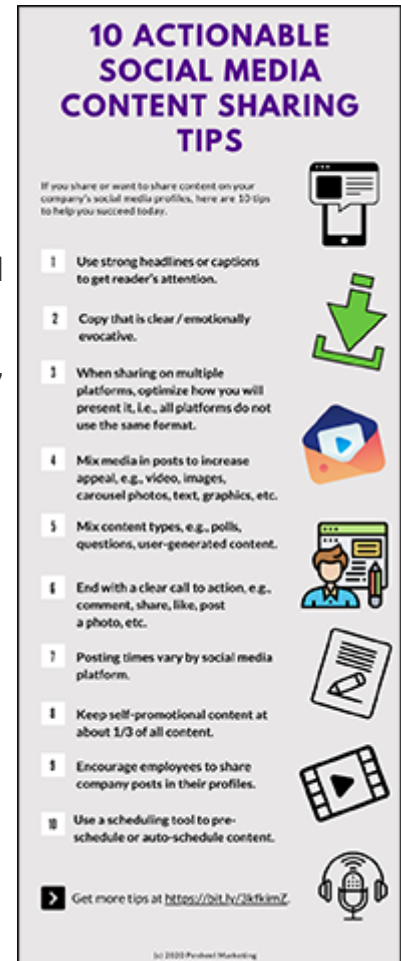 10 ACTIONABLE
SOCIAL MEDIA
CONTENT SHARING
TIPS
If you share or want to share content on your
company's social media profiles, here are 10 tips
to help you succeed today.
1 Use strong headlines or captions
to get reader's attention.
2 Copy that is clear / emotionally
evocative.
3 When sharing on multiple
platforms, optimize how you will
present it, i.e., all platforms do not
use the same format.
4 Mix media in posts to increase
appeal, e.g., video, images,
carousel photos, text, graphics, etc.
5 Mix content types, e.g., polls,
questions, user-generated content.
6 End with a clear call to action, e.g.,
comment, share, like, post
a photo, etc.
7 Posting times vary by social media
platform.
8 Keep self-promotional content at
about 1/3 of all content.
9 Encourage employees to share
company posts in their profiles.
10 Use a scheduling tool to pre-
schedule or auto-schedule content.
Get more tips at https://bit.ly/3kfkimZ.
(c) 2020 Marketing